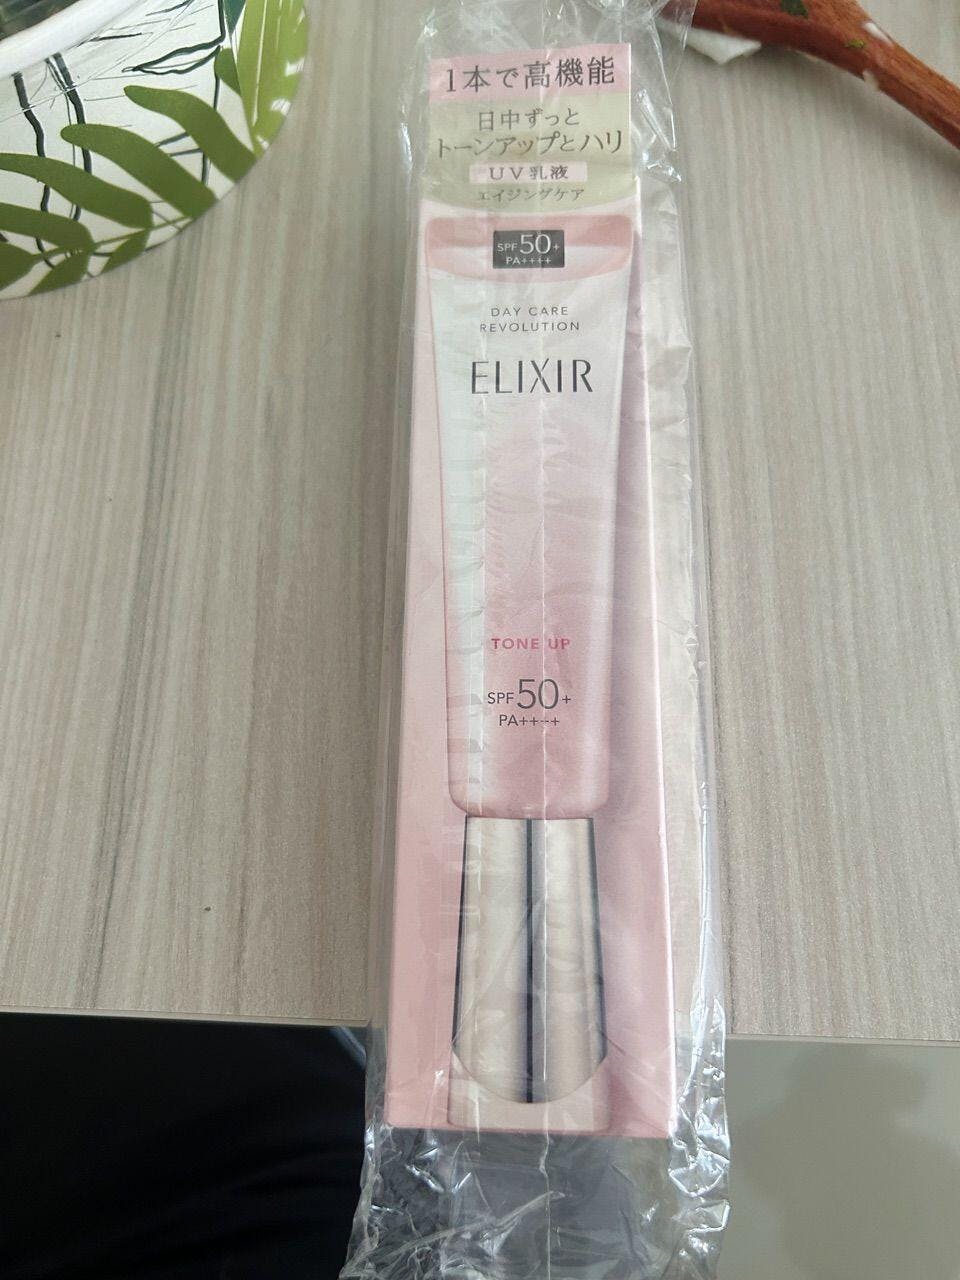 1本で高機能
日中ずっと
トーンアップとハリ
UV乳液
エイジングケア
SPF50+
PA++++
DAY CARE
REVOLUTION
ELIXIR
TONE UP
SPF50+
PA++++